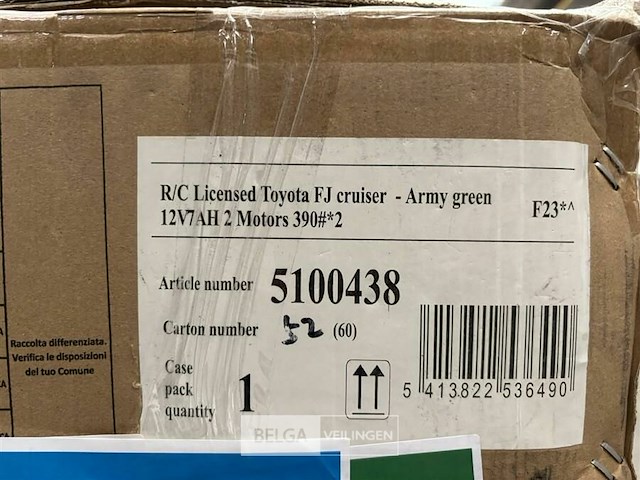 R/C Licensed Toyota FJ cruiser - Army green
12V7AH 2 Motors 390#*2
F23*^
Article number 5100438
Carton number 52 (60)
Case
pack
quantity 1
5 413822 536490
Raccolta differenziata.
Verifica le disposizioni
del tuo Comune
BELGA VEILINGEN